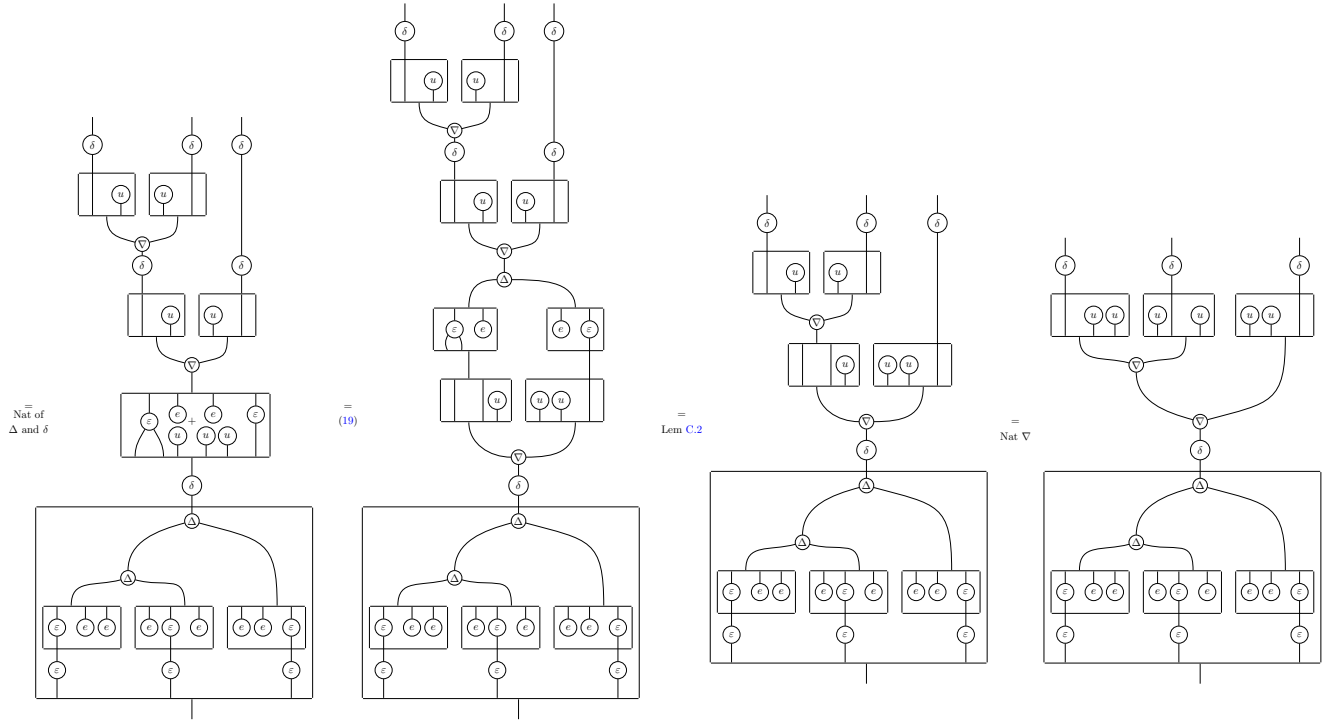 δ δ δ
u u
∇
δ δ
u u
∇
ε e + e ε
u u u
δ
Δ
Δ
ε e e e ε e e e ε
ε ε ε
=
Nat of
Δ and δ
δ δ δ
u u
∇
δ δ
u u
∇
Δ
ε e e ε
u u u
∇
δ
Δ
Δ
ε e e e ε e e e ε
ε ε ε
=
(19)
δ δ δ
u u
∇
u u u
∇
δ
Δ
Δ
ε e e e ε e e e ε
ε ε ε
=
Lem C.2
δ δ δ
u u u u u u
∇
∇
δ
Δ
Δ
ε e e e ε e e e ε
ε ε ε
=
Nat ∇